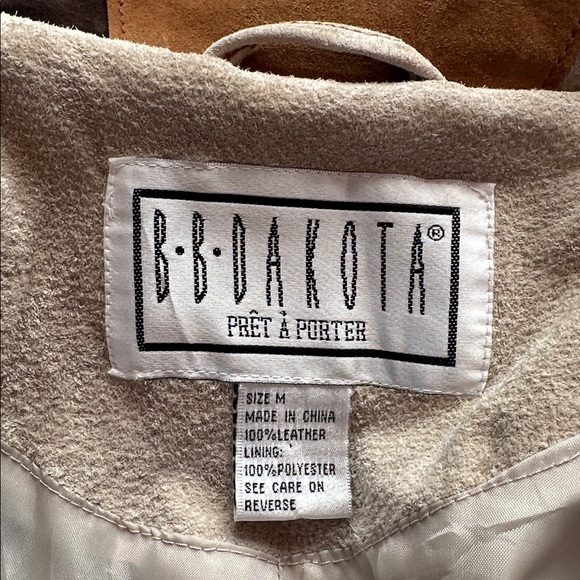 B•B•DAKOTA®
PRÊT À PORTER
SIZE M
MADE IN CHINA
100%LEATHER
LINING:
100%POLYESTER
SEE CARE ON
REVERSE